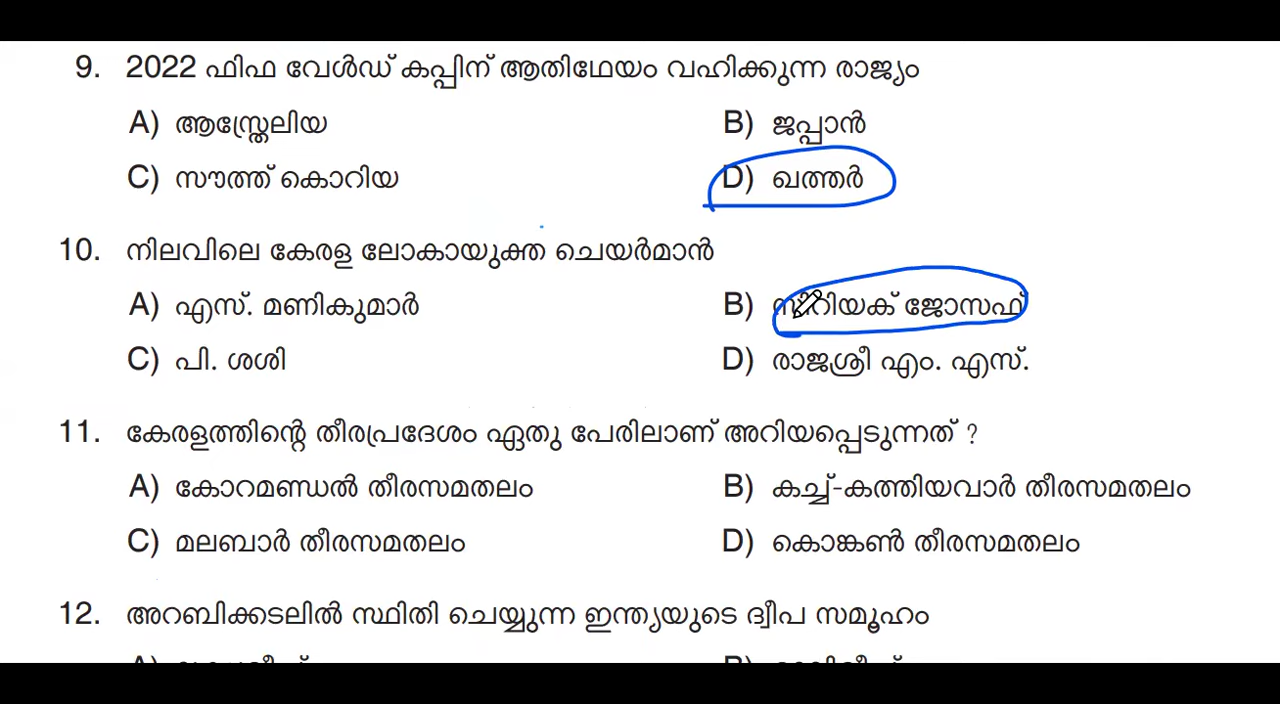 9. 2022 ഫിഫ വേൾഡ് കപ്പിന് ആതിഥേയം വഹിക്കുന്ന രാജ്യം
A) ആസ്ത്രേലിയ B) ജപ്പാൻ
C) സൗത്ത് കൊറിയ D) ഖത്തർ
10. നിലവിലെ കേരള ലോകായുക്ത ചെയർമാൻ
A) എസ്. മണികുമാർ B) സിറിയക് ജോസഫ്
C) പി. ശശി D) രാജശ്രീ എം. എസ്.
11. കേരളത്തിന്റെ തീരപ്രദേശം ഏതു പേരിലാണ് അറിയപ്പെടുന്നത് ?
A) കോറമണ്ഡൽ തീരസമതലം B) കച്ച്-കത്തിയവാർ തീരസമതലം
C) മലബാർ തീരസമതലം D) കൊങ്കൺ തീരസമതലം
12. അറബിക്കടലിൽ സ്ഥിതി ചെയ്യുന്ന ഇന്ത്യയുടെ ദ്വീപ സമൂഹം